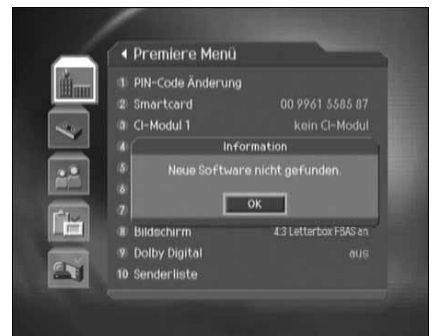 Premiere Menü
1 PIN-Code Änderung
2 Smartcard 00 9961 5585 87
3 CI-Modul 1 kein CI-Modul
4
Information
5
Neue Software nicht gefunden.
6
7
OK
8 Bildschirm 4:3 Letterbox FBAS an
9 Dolby Digital aus
10 Senderliste